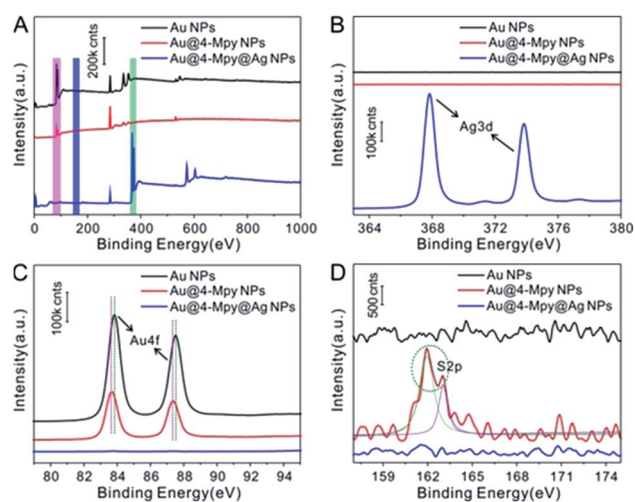 A
Au NPs
Au@4-Mpy NPs
Au@4-Mpy@Ag NPs
200k cnts
Intensity(a.u.)
0 200 400 600 800 1000
Binding Energy(eV)
B
Au NPs
Au@4-Mpy NPs
Au@4-Mpy@Ag NPs
Ag3d
100k cnts
Intensity(a.u.)
364 368 372 376 380
Binding Energy(eV)
C
Au NPs
Au@4-Mpy NPs
Au@4-Mpy@Ag NPs
100k cnts
Au4f
Intensity(a.u.)
80 82 84 86 88 90 92 94
Binding Energy(eV)
D
Au NPs
Au@4-Mpy NPs
Au@4-Mpy@Ag NPs
500 cnts
S2p
Intensity(a.u.)
159 162 165 168 171 174
Binding Energy(eV)